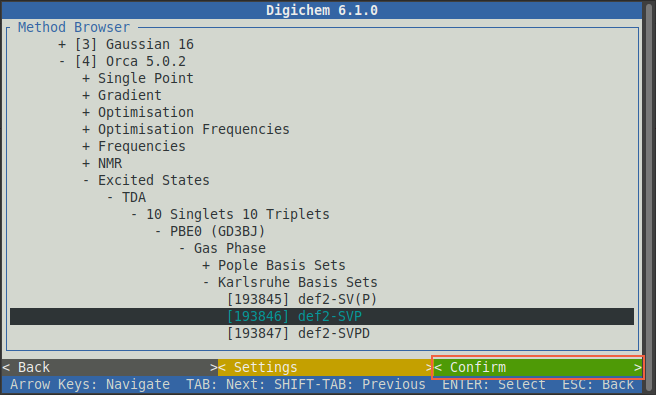 Digichem 6.1.0
Method Browser
+ [3] Gaussian 16
- [4] Orca 5.0.2
+ Single Point
+ Gradient
+ Optimisation
+ Optimisation Frequencies
+ Frequencies
+ NMR
- Excited States
- TDA
- 10 Singlets 10 Triplets
- PBE0 (GD3BJ)
- Gas Phase
+ Pople Basis Sets
- Karlsruhe Basis Sets
[193845] def2-SV(P)
[193846] def2-SVP
[193847] def2-SVPD
< Back >< Settings >< Confirm >
Arrow Keys: Navigate TAB: Next: SHIFT-TAB: Previous ENTER: Select ESC: Back